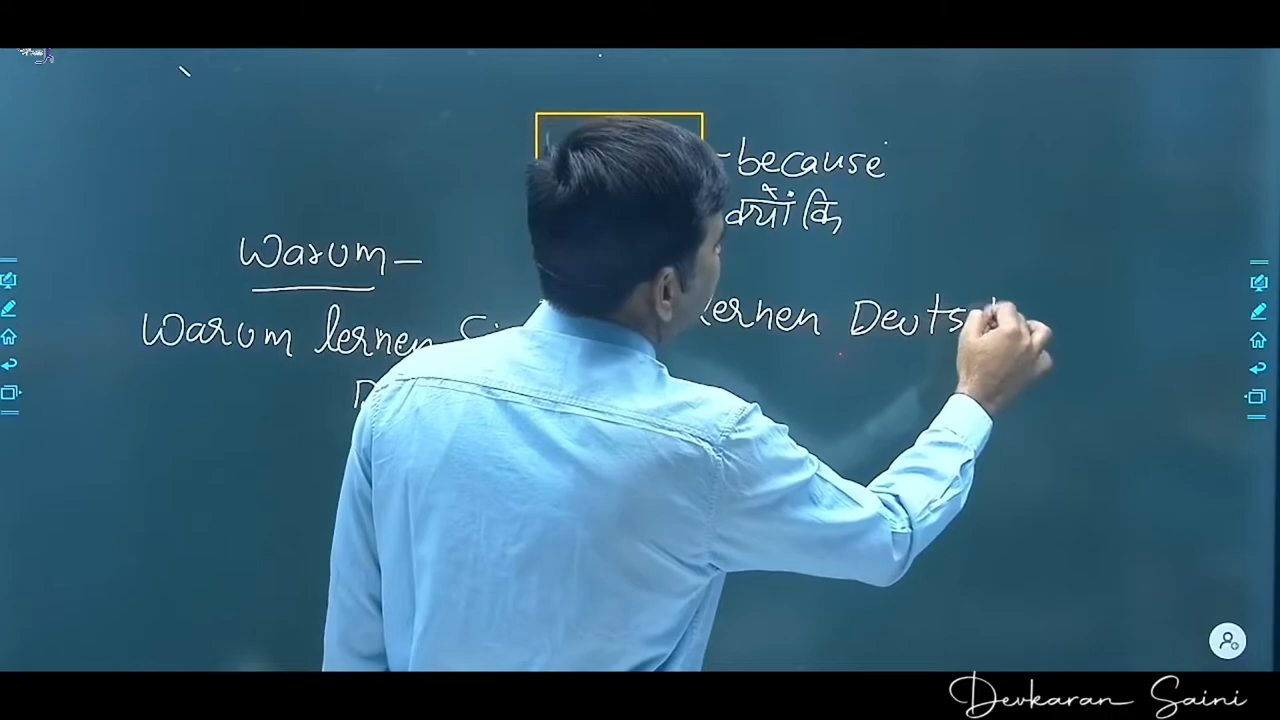 -because
क्योंकि
Warum-
Warum lernen
lernen Deuts
Devkaran Saini